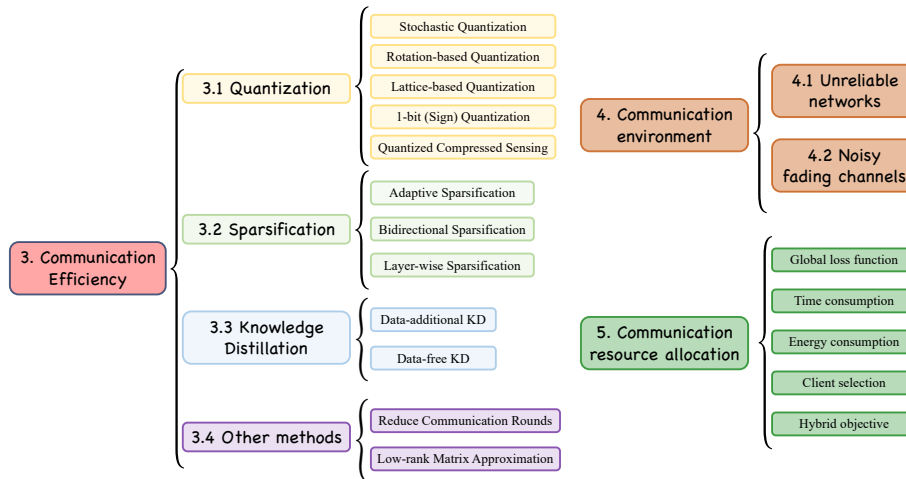 3. Communication
Efficiency
3.1 Quantization
Stochastic Quantization
Rotation-based Quantization
Lattice-based Quantization
1-bit (Sign) Quantization
Quantized Compressed Sensing
3.2 Sparsification
Adaptive Sparsification
Bidirectional Sparsification
Layer-wise Sparsification
3.3 Knowledge
Distillation
Data-additional KD
Data-free KD
3.4 Other methods
Reduce Communication Rounds
Low-rank Matrix Approximation
4. Communication
environment
4.1 Unreliable
networks
4.2 Noisy
fading channels
5. Communication
resource allocation
Global loss function
Time consumption
Energy consumption
Client selection
Hybrid objective